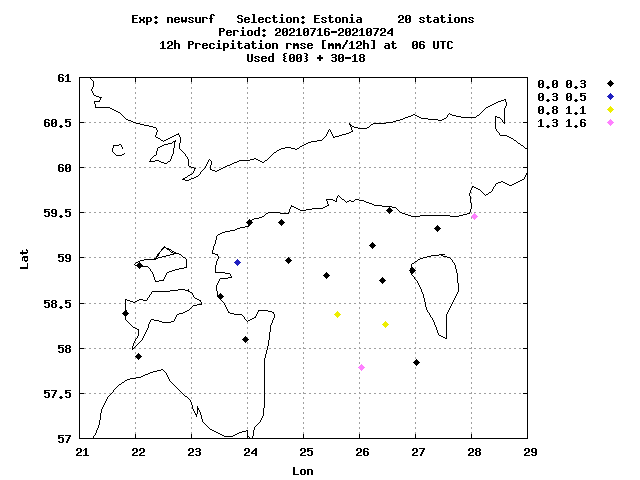 Exp: newsurf   Selection: Estonia     20 stations
Period: 20210716-20210724
12h Precipitation rmse [mm/12h] at  06 UTC
Used {00} + 30-18
0.0 0.3
0.3 0.5
0.8 1.1
1.3 1.6
61
60.5
60
59.5
59
58.5
58
57.5
57
Lat
21 22 23 24 25 26 27 28 29
Lon